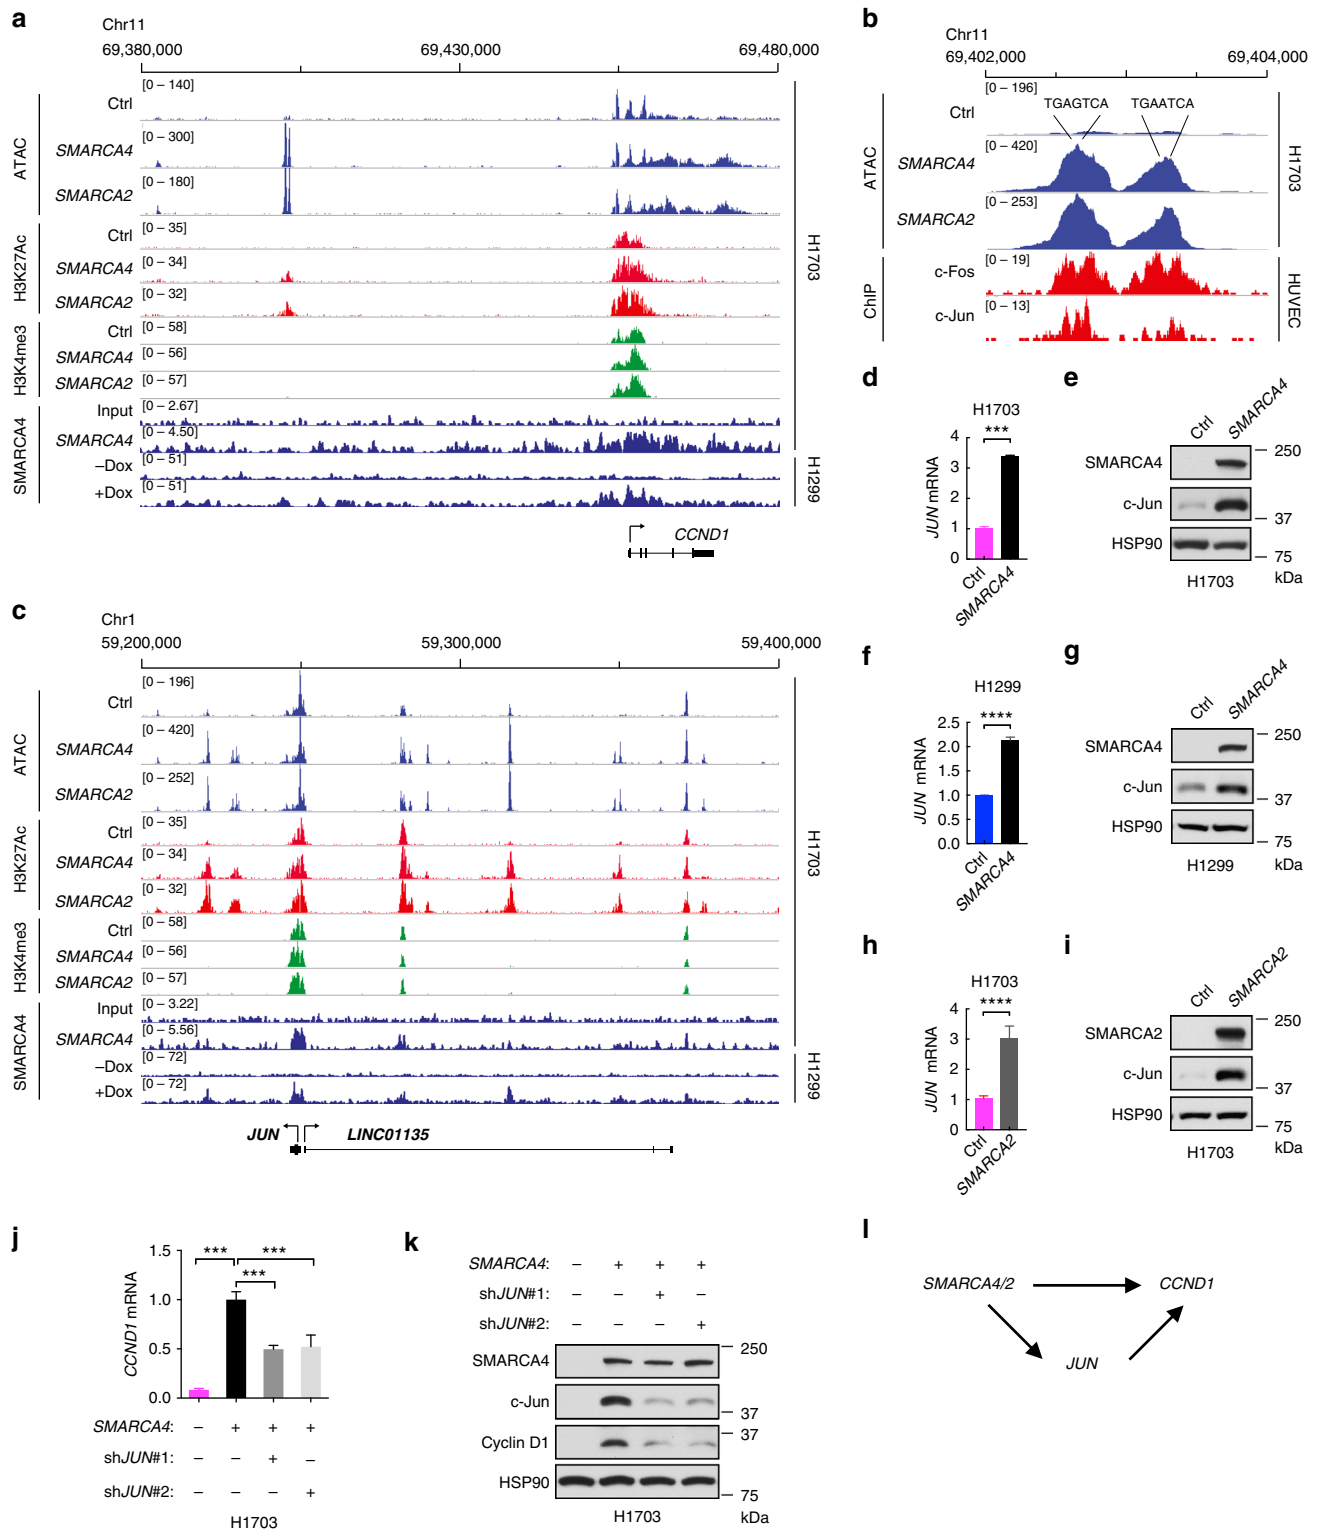 a
Chr11
69,380,000 69,430,000 69,480,000
ATAC
Ctrl [0 – 140]
SMARCA4 [0 – 300]
SMARCA2 [0 – 180]
H3K27Ac
Ctrl [0 – 35]
SMARCA4 [0 – 34]
SMARCA2 [0 – 32]
H3K4me3
Ctrl [0 – 58]
SMARCA4 [0 – 56]
SMARCA2 [0 – 57]
SMARCA4
Input [0 – 2.67]
SMARCA4 [0 – 4.50]
–Dox [0 – 51]
+Dox [0 – 51]
H1703
H1299
CCND1
b
Chr11
69,402,000 69,404,000
ATAC
Ctrl [0 – 196]
TGAGTCA TGAATCA
SMARCA4 [0 – 420]
SMARCA2 [0 – 253]
H1703
ChIP
c-Fos [0 – 19]
c-Jun [0 – 13]
HUVEC
c
Chr1
59,200,000 59,300,000 59,400,000
ATAC
Ctrl [0 – 196]
SMARCA4 [0 – 420]
SMARCA2 [0 – 252]
H3K27Ac
Ctrl [0 – 35]
SMARCA4 [0 – 34]
SMARCA2 [0 – 32]
H3K4me3
Ctrl [0 – 58]
SMARCA4 [0 – 56]
SMARCA2 [0 – 57]
SMARCA4
Input [0 – 3.22]
SMARCA4 [0 – 5.56]
–Dox [0 – 72]
+Dox [0 – 72]
H1703
H1299
JUN LINC01135
d
H1703
***
JUN mRNA
4
3
2
1
0
Ctrl
SMARCA4
e
Ctrl SMARCA4
SMARCA4 250
c-Jun 37
HSP90 75
H1703 kDa
f
H1299
****
JUN mRNA
2.5
2.0
1.5
1.0
0.5
0.0
Ctrl
SMARCA4
g
Ctrl SMARCA4
SMARCA4 250
c-Jun 37
HSP90 75
H1299 kDa
h
H1703
****
JUN mRNA
4
3
2
1
0
Ctrl
SMARCA2
i
Ctrl SMARCA2
SMARCA2 250
c-Jun 37
HSP90 75
H1703 kDa
j
*** ***
***
CCND1 mRNA
1.5
1.0
0.5
0.0
SMARCA4: – + + +
shJUN#1: – – + –
shJUN#2: – – – +
H1703
k
SMARCA4: – + + +
shJUN#1: – – + –
shJUN#2: – – – +
SMARCA4 250
c-Jun 37
Cyclin D1 37
HSP90 75
H1703 kDa
l
SMARCA4/2 CCND1
JUN